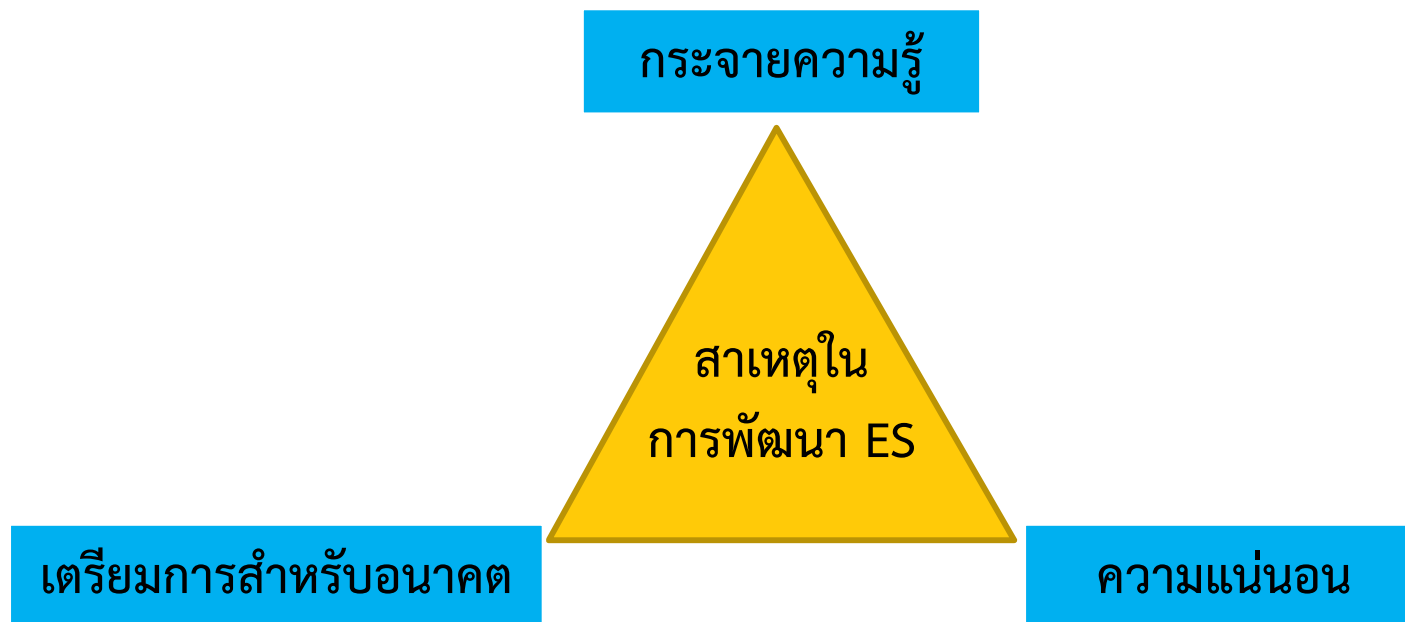 กระจายความรู้
สาเหตุใน
การพัฒนา ES
เตรียมการสำหรับอนาคต
ความแน่นอน